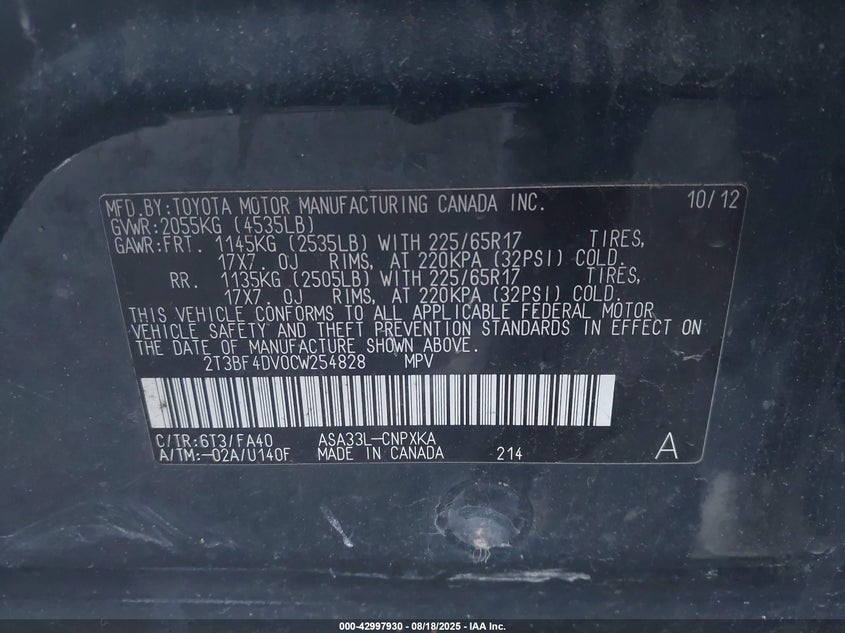 MFD.BY:TOYOTA MOTOR MANUFACTURING CANADA INC. 10/12
GVWR:2055KG (4535LB)
GAWR:FRT. 1145KG (2535LB) WITH 225/65R17 TIRES,
17X7. 0J RIMS, AT 220KPA (32PSI) COLD.
RR. 1135KG (2505LB) WITH 225/65R17 TIRES,
17X7. 0J RIMS, AT 220KPA (32PSI) COLD.
THIS VEHICLE CONFORMS TO ALL APPLICABLE FEDERAL MOTOR
VEHICLE SAFETY AND THEFT PREVENTION STANDARDS IN EFFECT ON
THE DATE OF MANUFACTURE SHOWN ABOVE.
2T3BF4DV0CW254828 MPV
C/TR:6T3/FA40 ASA33L-CNPXKA
A/TM:-02A/U140F MADE IN CANADA 214 A
000-42997930 - 08/18/2025 - IAA Inc.